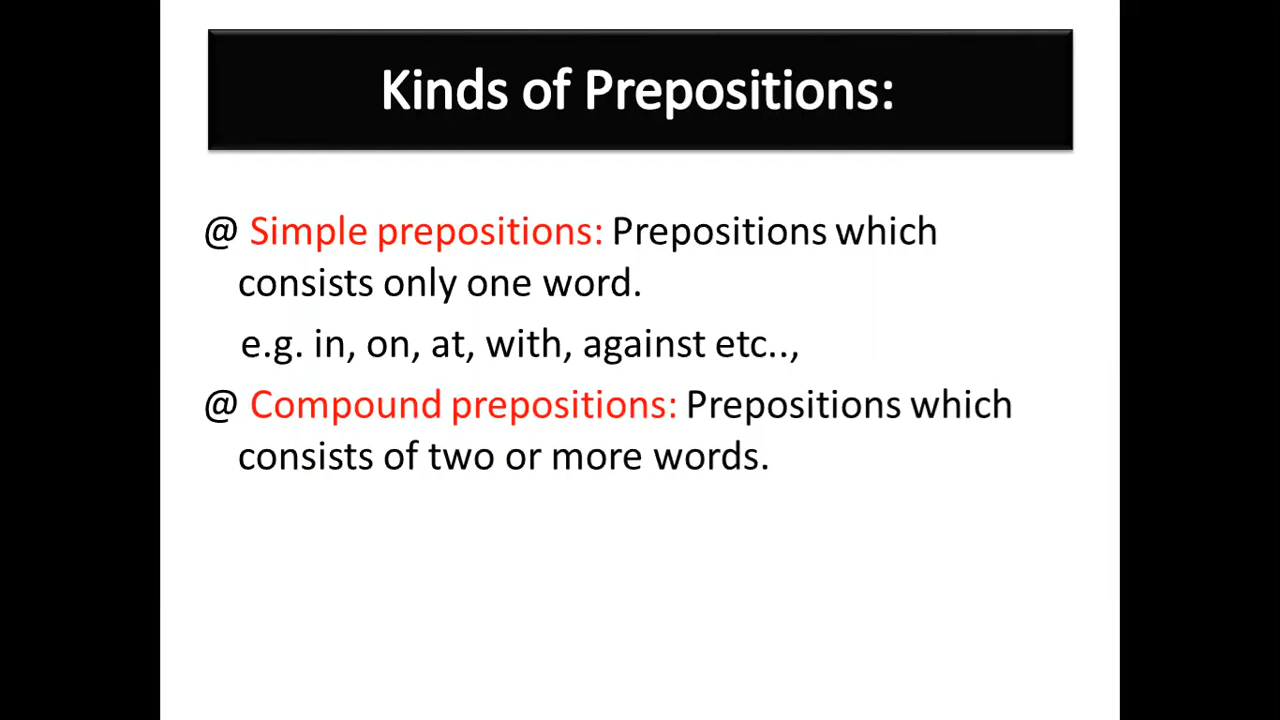 Kinds of Prepositions:
@ Simple prepositions: Prepositions which
consists only one word.
e.g. in, on, at, with, against etc..,
@ Compound prepositions: Prepositions which
consists of two or more words.